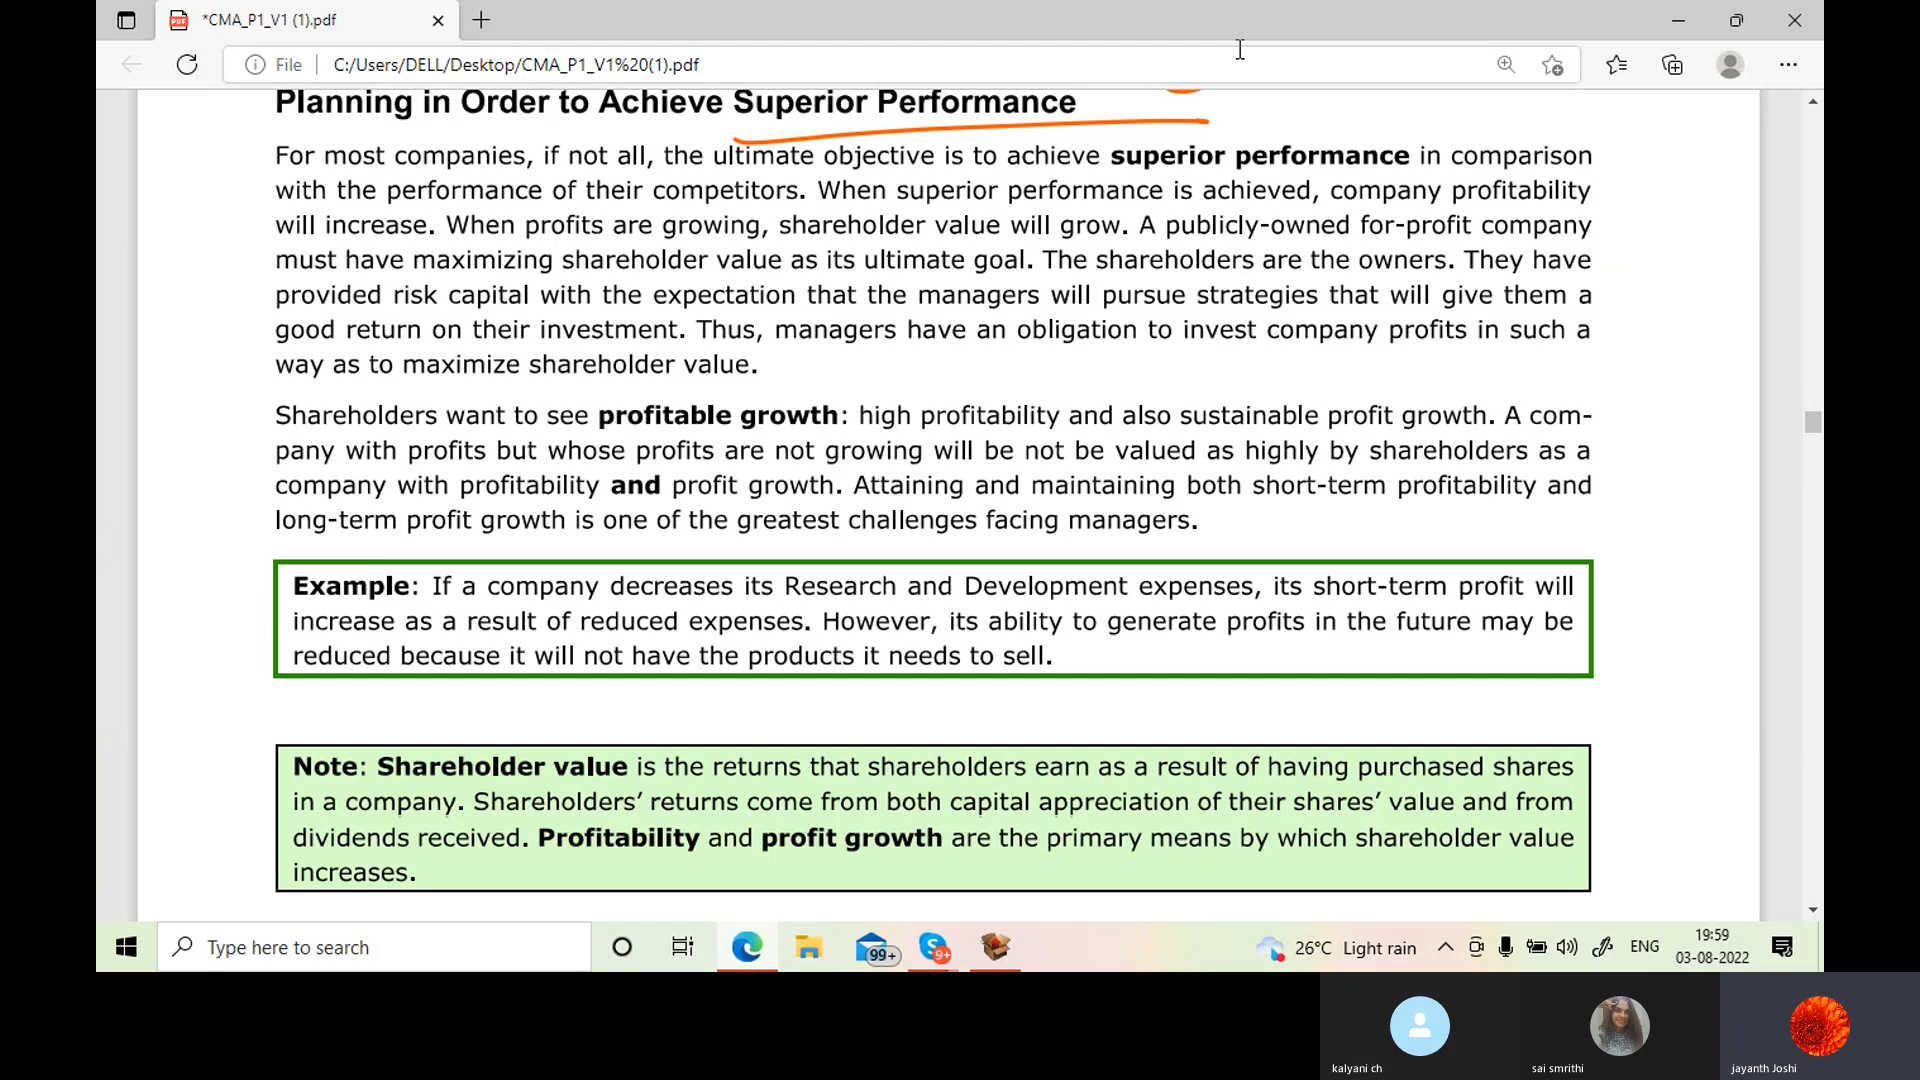 *CMA_P1_V1 (1).pdf
File
C:/Users/DELL/Desktop/CMA_P1_V1%20(1).pdf
Planning in Order to Achieve Superior Performance
For most companies, if not all, the ultimate objective is to achieve superior performance in comparison
with the performance of their competitors. When superior performance is achieved, company profitability
will increase. When profits are growing, shareholder value will grow. A publicly-owned for-profit company
must have maximizing shareholder value as its ultimate goal. The shareholders are the owners. They have
provided risk capital with the expectation that the managers will pursue strategies that will give them a
good return on their investment. Thus, managers have an obligation to invest company profits in such a
way as to maximize shareholder value.
Shareholders want to see profitable growth: high profitability and also sustainable profit growth. A com-
pany with profits but whose profits are not growing will be not be valued as highly by shareholders as a
company with profitability and profit growth. Attaining and maintaining both short-term profitability and
long-term profit growth is one of the greatest challenges facing managers.
Example: If a company decreases its Research and Development expenses, its short-term profit will
increase as a result of reduced expenses. However, its ability to generate profits in the future may be
reduced because it will not have the products it needs to sell.
Note: Shareholder value is the returns that shareholders earn as a result of having purchased shares
in a company. Shareholders’ returns come from both capital appreciation of their shares’ value and from
dividends received. Profitability and profit growth are the primary means by which shareholder value
increases.
Type here to search
99+
9+
26°C Light rain
ENG
19:59
03-08-2022
kalyani ch
sai smrithi
jayanth Joshi